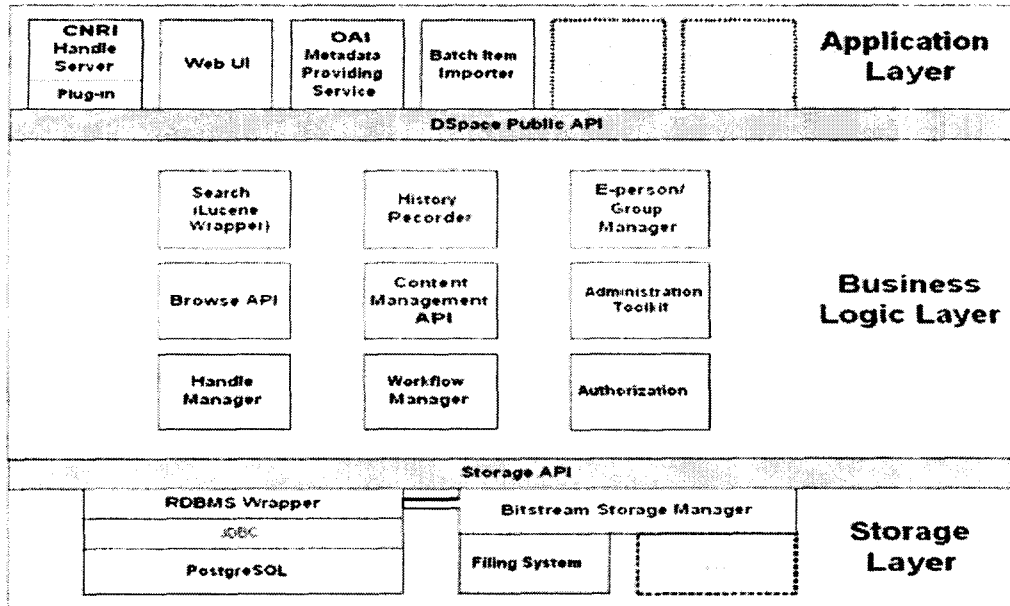 CNRI
Handle
Server
Plug-in
Web UI
OAI
Metadata
Providing
Service
Batch Item
Importer
Application
Layer
DSpace Public API
Search
(Lucene
Wrapper)
History
Recorder
E-person/
Group
Manager
Browse API
Content
Management
API
Administration
Toolkit
Business
Logic Layer
Handle
Manager
Workflow
Manager
Authorization
Storage API
RDBMS Wrapper
JDBC
PostgreSQL
Bitstream Storage Manager
Filing System
...
Storage
Layer